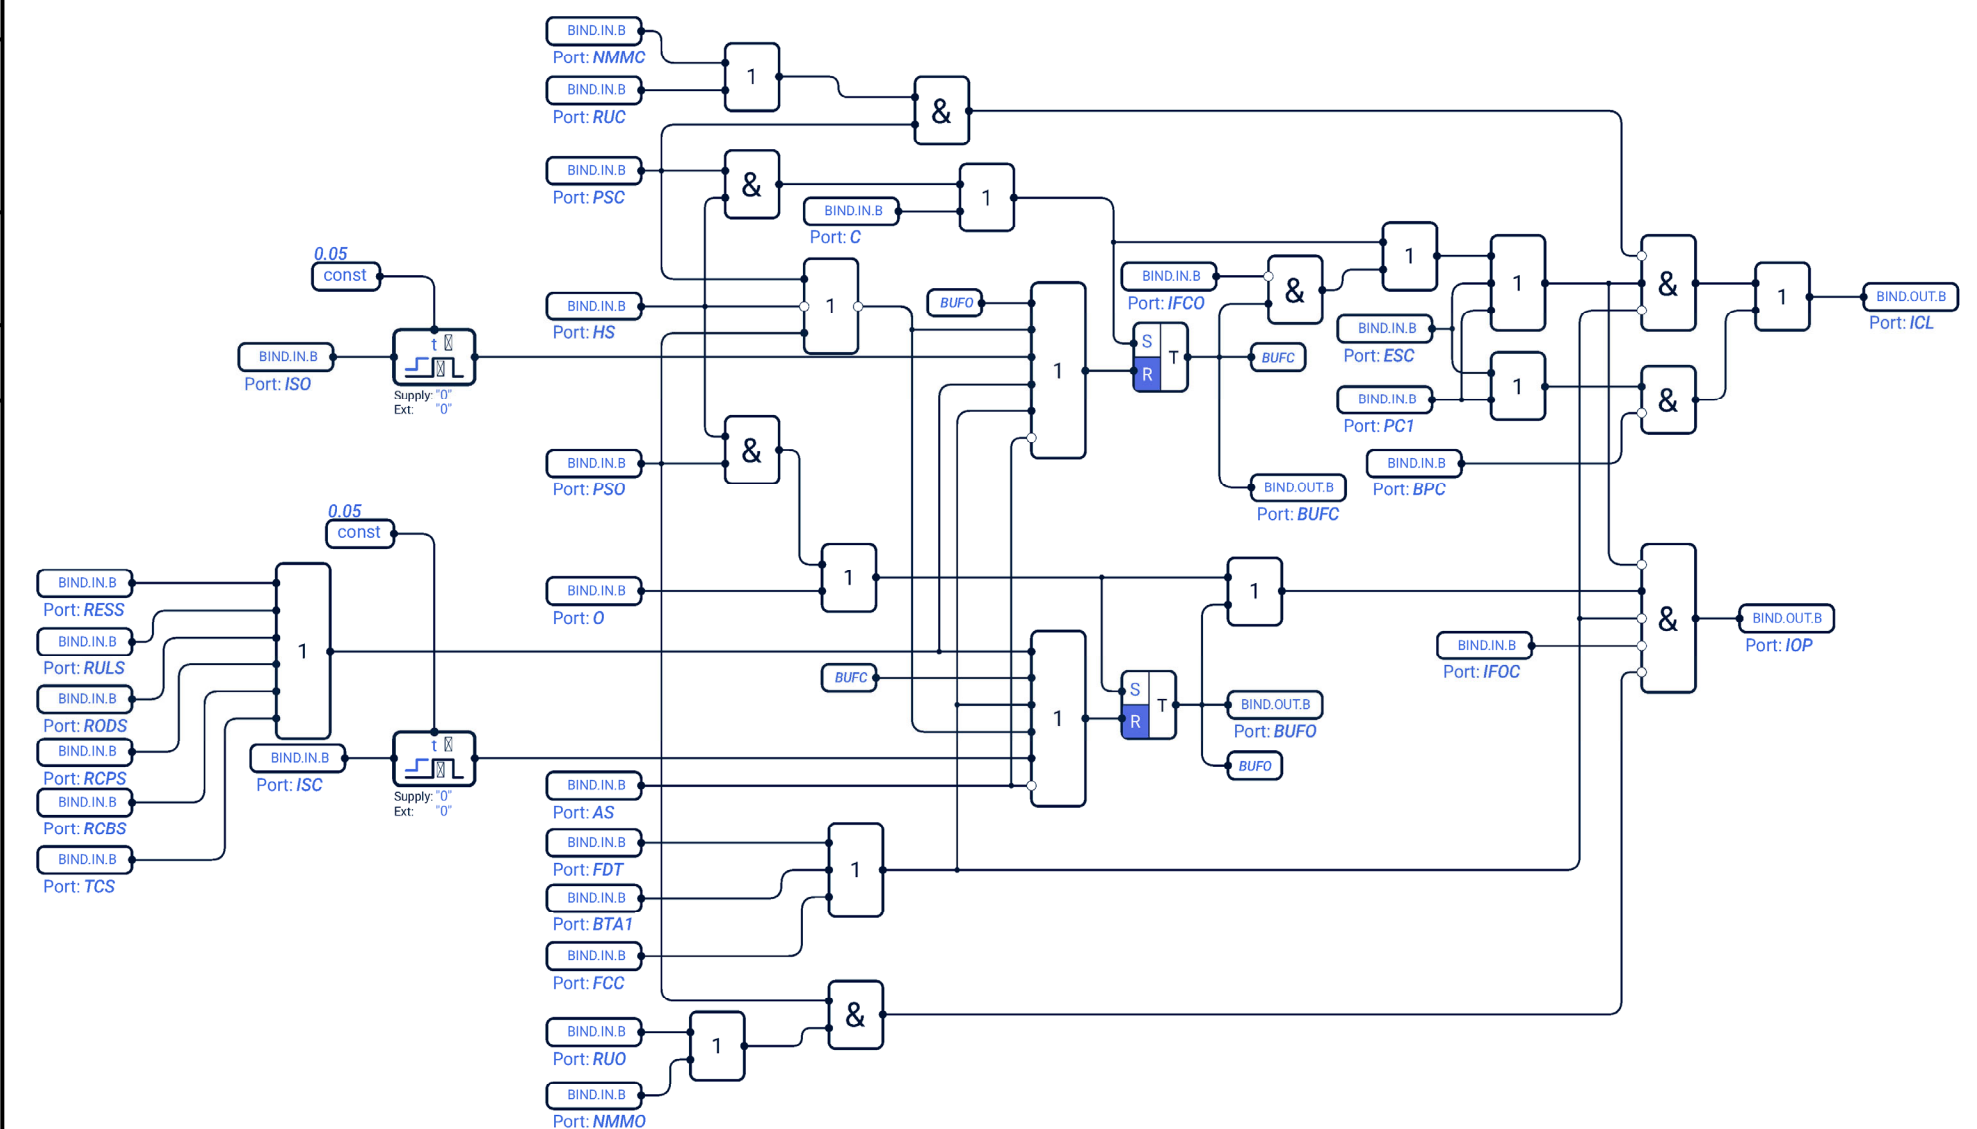 BIND.IN.B
Port: NMMC
1
BIND.IN.B
Port: RUC
&
BIND.IN.B
Port: PSC
&
1
BIND.IN.B
Port: C
0.05
const
BIND.IN.B
Port: HS
1
BUFO
BIND.IN.B
Port: IFCO
&
1
1
&
1
BIND.OUT.B
Port: ICL
BIND.IN.B
Port: ESC
BIND.IN.B
Port: ISO
t
Supply: "0"
Ext: "0"
1
S
R
T
BUFC
BIND.IN.B
Port: PC1
1
&
BIND.IN.B
Port: PSO
&
BIND.OUT.B
Port: BUFC
BIND.IN.B
Port: BPC
0.05
const
BIND.IN.B
Port: RESS
BIND.IN.B
Port: O
1
1
BIND.IN.B
Port: RULS
1
BIND.IN.B
Port: IFOC
&
BIND.OUT.B
Port: IOP
BIND.IN.B
Port: RODS
BUFC
1
S
R
T
BIND.OUT.B
Port: BUFO
BUFO
BIND.IN.B
Port: RCPS
BIND.IN.B
Port: ISC
t
Supply: "0"
Ext: "0"
BIND.IN.B
Port: AS
BIND.IN.B
Port: RCBS
BIND.IN.B
Port: FDT
BIND.IN.B
Port: TCS
1
BIND.IN.B
Port: BTA1
BIND.IN.B
Port: FCC
&
BIND.IN.B
Port: RUO
1
BIND.IN.B
Port: NMMO